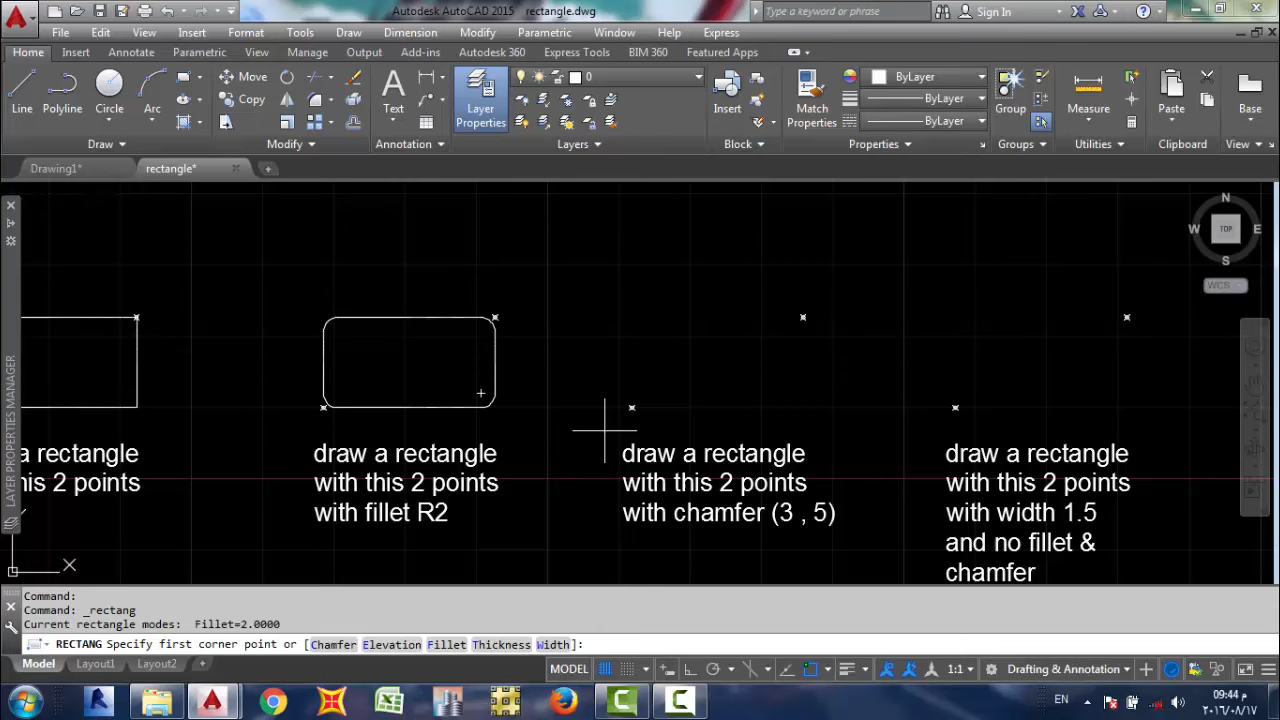 Autodesk AutoCAD 2015 rectangle.dwg
Type a keyword or phrase
Sign In
File Edit View Insert Format Tools Draw Dimension Modify Parametric Window Help Express
Home Insert Annotate Parametric View Manage Output Add-ins Autodesk 360 Express Tools BIM 360 Featured Apps
Line Polyline Circle Arc
Move
Copy
Text
Layer Properties
0
Insert
Match Properties
ByLayer
ByLayer
ByLayer
Group
Measure
Paste
Base
Draw Modify Annotation Layers Block Properties Groups Utilities Clipboard View
Drawing1* rectangle*
N
W TOP E
S
WCS
LAYER PROPERTIES MANAGER
a rectangle
his 2 points
draw a rectangle
with this 2 points
with fillet R2
draw a rectangle
with this 2 points
with chamfer (3 , 5)
draw a rectangle
with this 2 points
with width 1.5
and no fillet &
chamfer
X
Command:
Command: _rectang
Current rectangle modes: Fillet=2.0000
RECTANG Specify first corner point or [Chamfer Elevation Fillet Thickness Width]:
Model Layout1 Layout2
MODEL 1:1 Drafting & Annotation
EN
09:44 م
٢٠١٦/٠٨/١٧